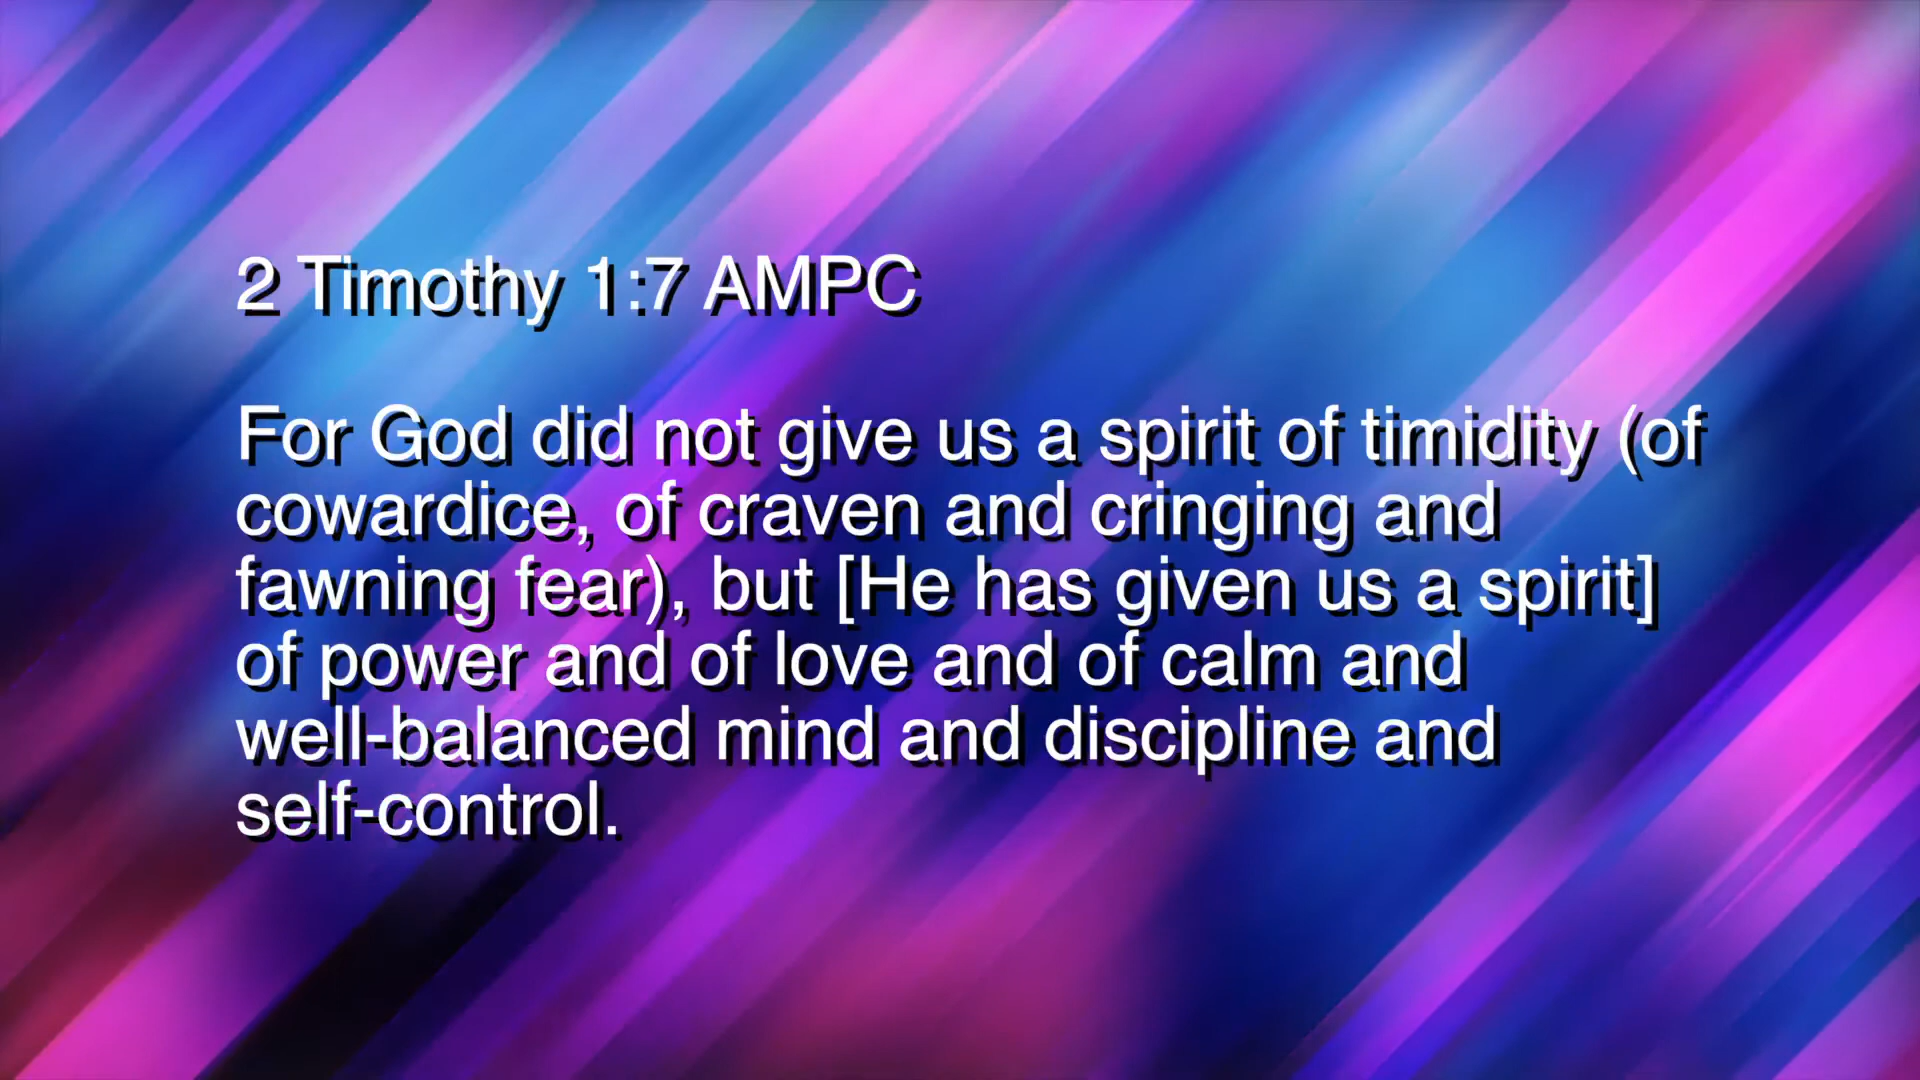 2 Timothy 1:7 AMPC
For God did not give us a spirit of timidity (of
cowardice, of craven and cringing and
fawning fear), but [He has given us a spirit]
of power and of love and of calm and
well-balanced mind and discipline and
self-control.